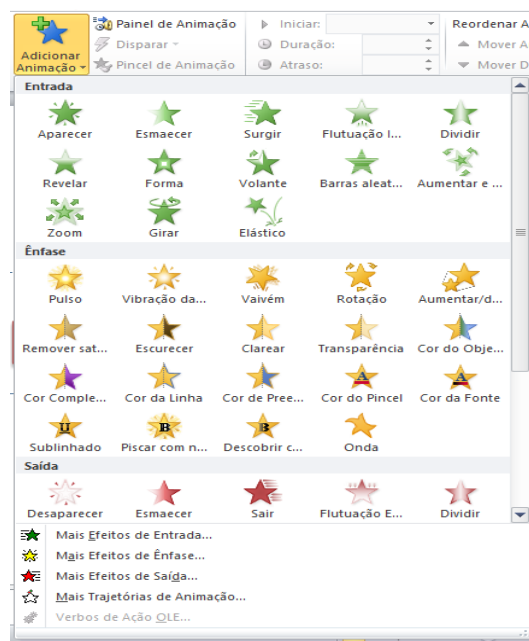 Adicionar
Animação
Painel de Animação
Disparar
Pincel de Animação
Iniciar:
Duração:
Atraso:
Reordenar A
Mover A
Mover D
Entrada
Aparecer Esmaecer Surgir Flutuação I... Dividir
Revelar Forma Volante Barras aleat... Aumentar e ...
Zoom Girar Elástico
Ênfase
Pulso Vibração da... Vaivém Rotação Aumentar/d...
Remover sat... Escurecer Clarear Transparência Cor do Obje...
Cor Comple... Cor da Linha Cor de Pree... Cor do Pincel Cor da Fonte
Sublinhado Piscar com n... Descobrir c... Onda
Saída
Desaparecer Esmaecer Sair Flutuação E... Dividir
Mais Efeitos de Entrada...
Mais Efeitos de Ênfase...
Mais Efeitos de Saída...
Mais Trajetórias de Animação...
Verbos de Ação OLE...